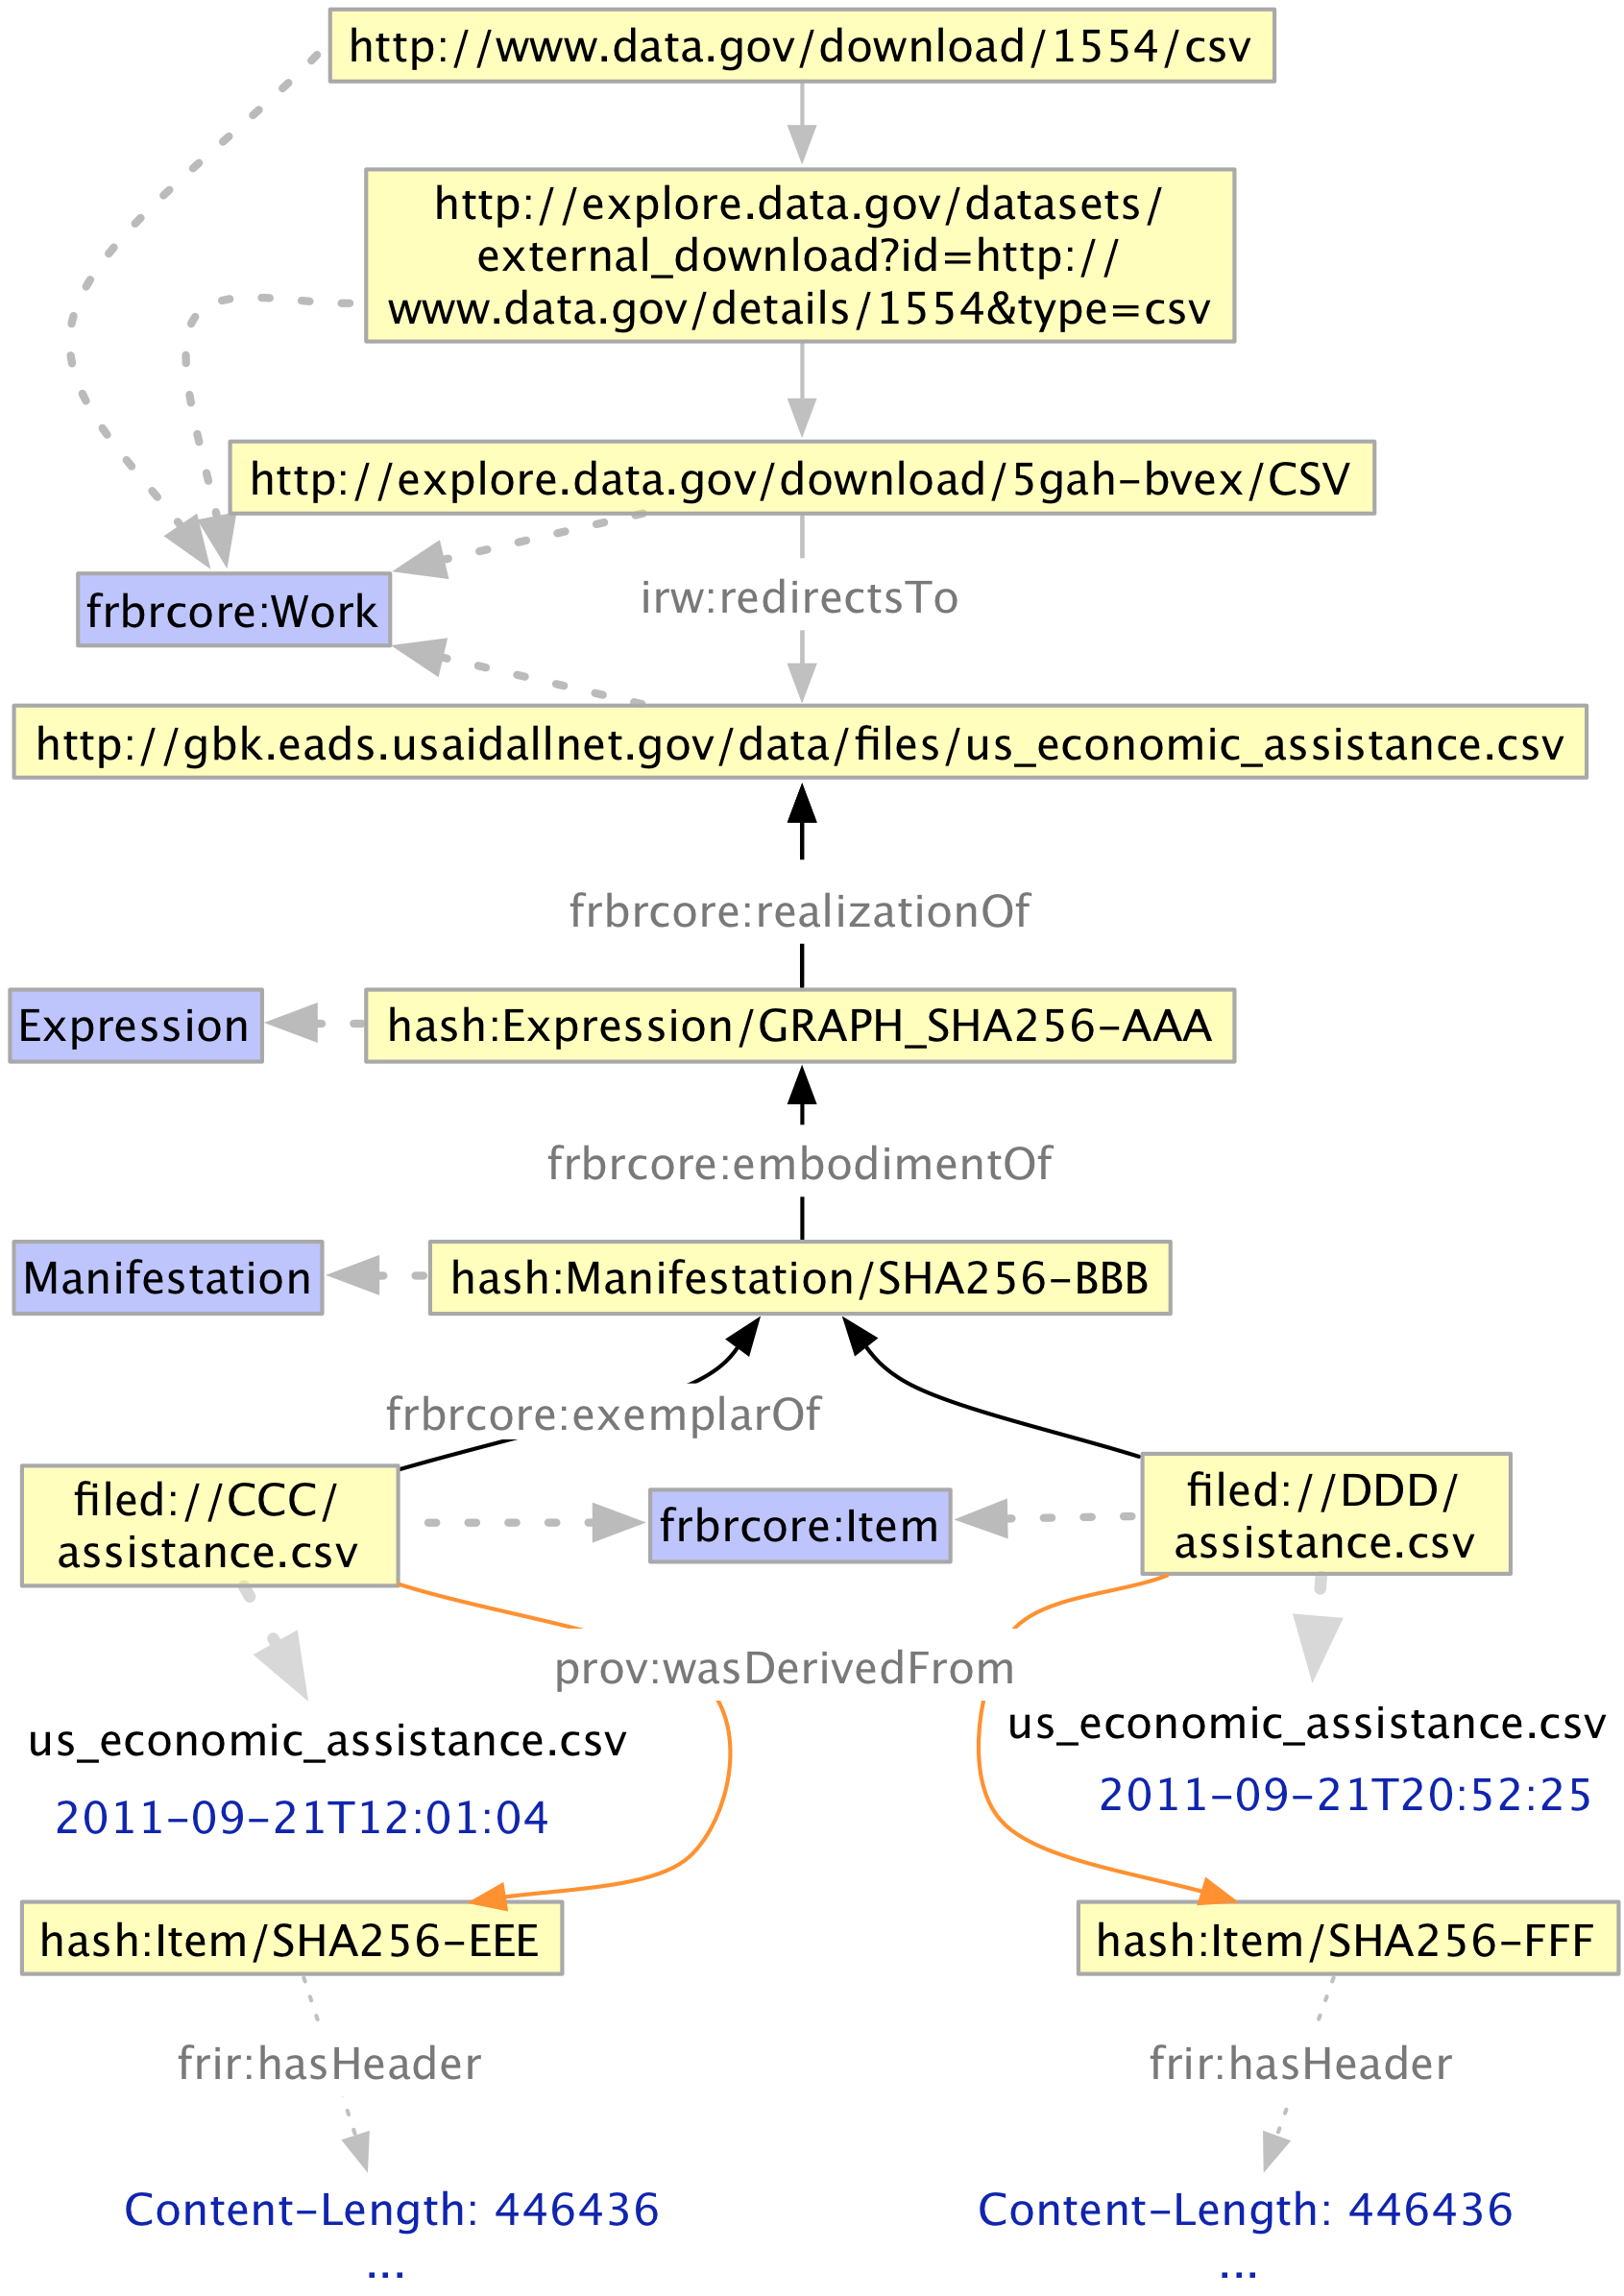 http://www.data.gov/download/1554/csv
http://explore.data.gov/datasets/
external_download?id=http://
www.data.gov/details/1554&type=csv
http://explore.data.gov/download/5gah-bvex/CSV
frbrcore:Work
irw:redirectsTo
http://gbk.eads.usaidallnet.gov/data/files/us_economic_assistance.csv
frbrcore:realizationOf
Expression
hash:Expression/GRAPH_SHA256-AAA
frbrcore:embodimentOf
Manifestation
hash:Manifestation/SHA256-BBB
frbrcore:exemplarOf
filed://CCC/
assistance.csv
frbrcore:Item
filed://DDD/
assistance.csv
prov:wasDerivedFrom
us_economic_assistance.csv
2011-09-21T12:01:04
us_economic_assistance.csv
2011-09-21T20:52:25
hash:Item/SHA256-EEE
hash:Item/SHA256-FFF
frir:hasHeader
frir:hasHeader
Content-Length: 446436
...
Content-Length: 446436
...